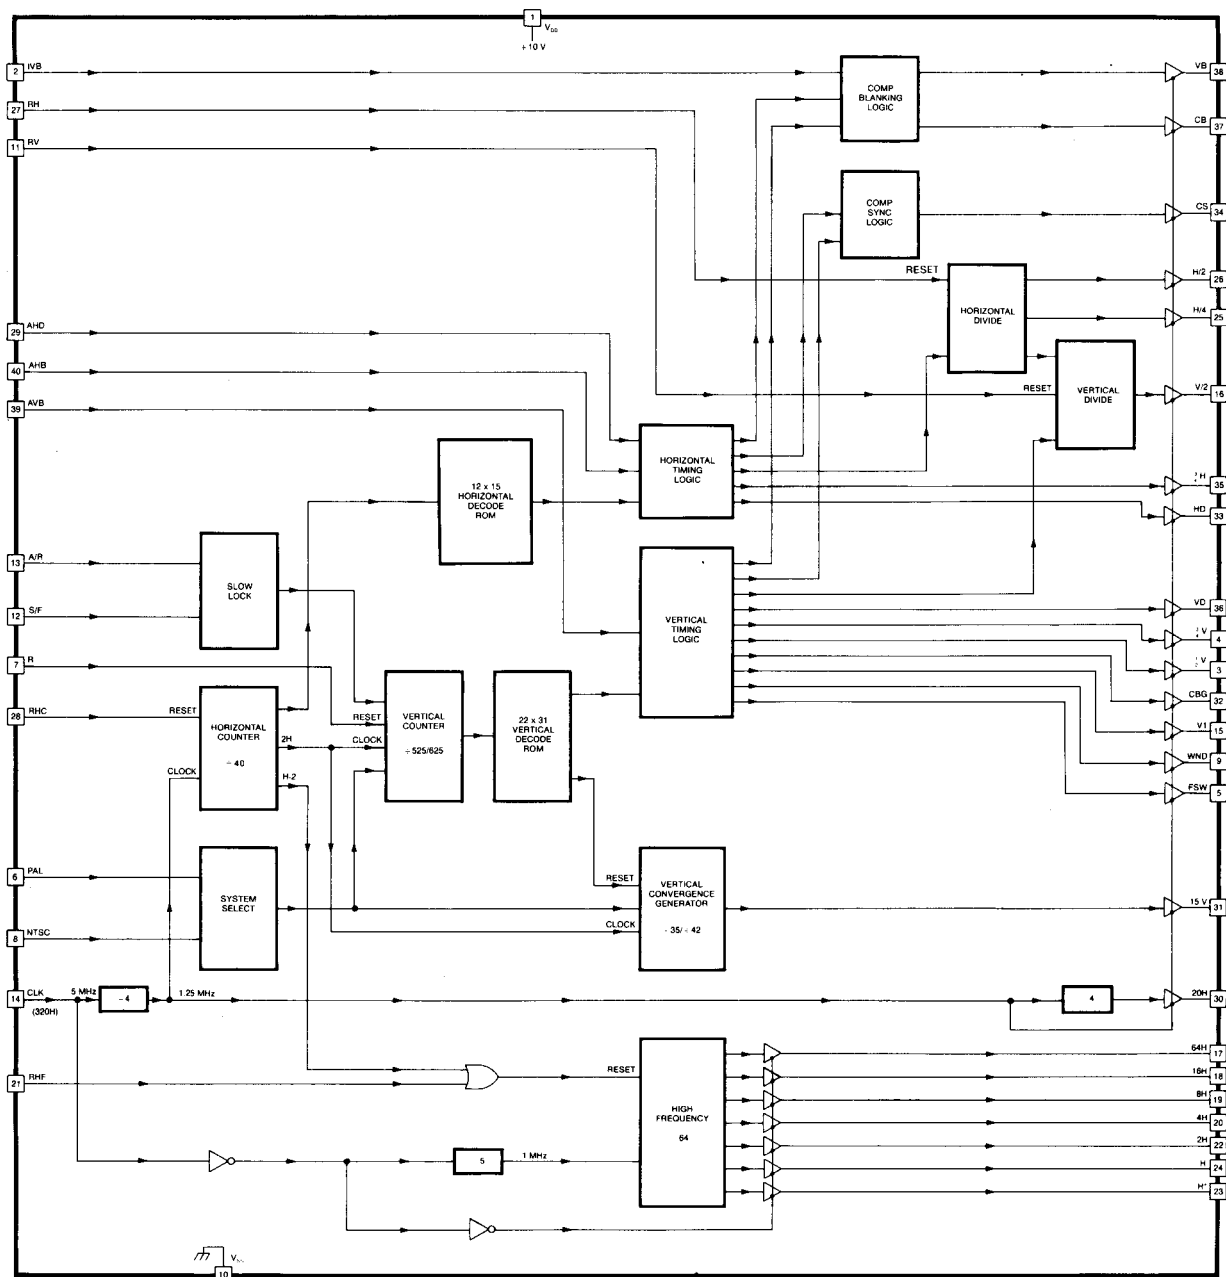 1
V
+10 V
2 IVB
27 RH
11 RV
29 AHD
40 AHB
39 AVB
13 A/R
12 S/F
7 R
28 RHC
6 PAL
8 NTSC
14 CLK
(320H)
5 MHz
÷4
1.25 MHz
21 RHF
COMP
BLANKING
LOGIC
COMP
SYNC
LOGIC
RESET
HORIZONTAL
DIVIDE
RESET
VERTICAL
DIVIDE
HORIZONTAL
TIMING
LOGIC
12 x 15
HORIZONTAL
DECODE
ROM
SLOW
LOCK
VERTICAL
TIMING
LOGIC
RESET
HORIZONTAL
COUNTER
÷ 40
CLOCK
2H
H-2
RESET
CLOCK
VERTICAL
COUNTER
÷ 525/625
22 x 31
VERTICAL
DECODE
ROM
SYSTEM
SELECT
RESET
CLOCK
VERTICAL
CONVERGENCE
GENERATOR
35/ 42
4
RESET
HIGH
FREQUENCY
64
5
1 MHz
VB 38
CB 37
CS 34
H/2 26
H/4 25
V/2 16
H 35
HD 33
VD 36
V 4
V 3
CBG 32
V1 15
WND 9
FSW 5
15 V 31
20H 30
64H 17
16H 18
8H 19
4H 20
2H 22
H 24
H' 23
V
10